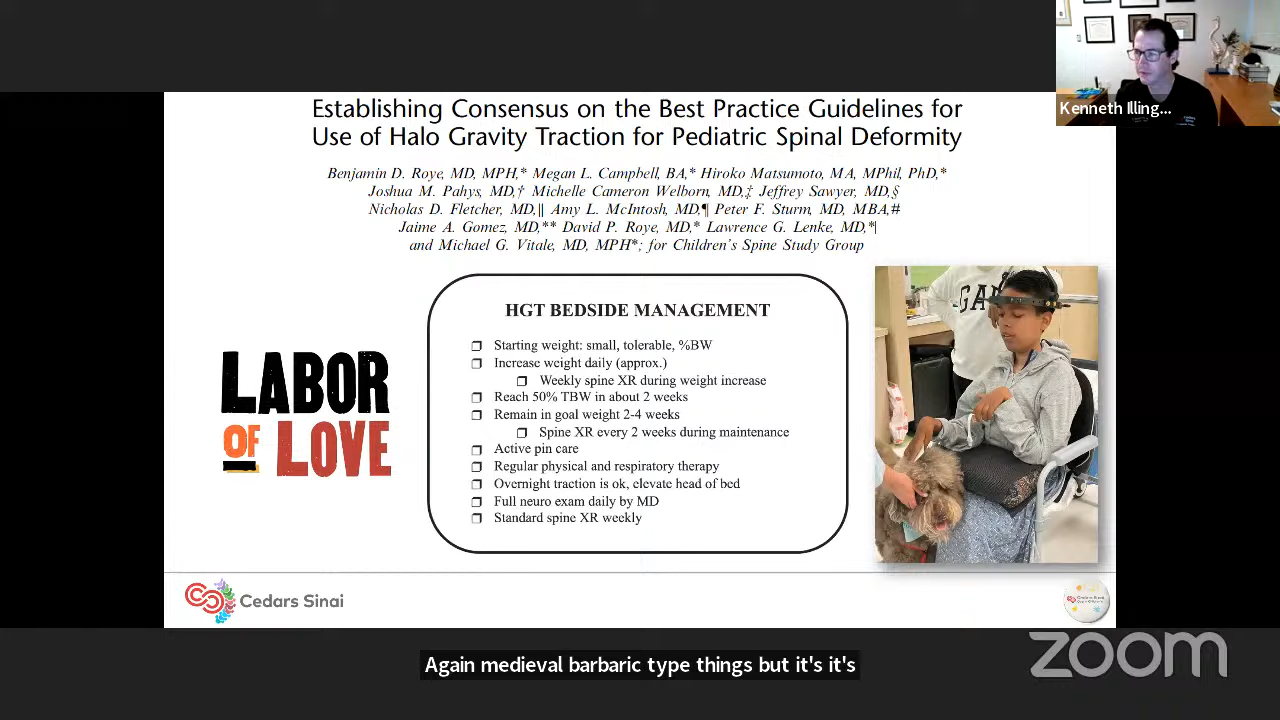 Establishing Consensus on the Best Practice Guidelines for
Use of Halo Gravity Traction for Pediatric Spinal Deformity
Benjamin D. Roye, MD, MPH,* Megan L. Campbell, BA,* Hiroko Matsumoto, MA, MPhil, PhD,*
Joshua M. Pahys, MD,† Michelle Cameron Welborn, MD,‡ Jeffrey Sawyer, MD,§
Nicholas D. Fletcher, MD,|| Amy L. McIntosh, MD,¶ Peter F. Sturm, MD, MBA,#
Jaime A. Gomez, MD,** David P. Roye, MD,* Lawrence G. Lenke, MD,*
and Michael G. Vitale, MD, MPH*; for Children's Spine Study Group
Kenneth Illing...
LABOR
OF LOVE
HGT BEDSIDE MANAGEMENT
Starting weight: small, tolerable, %BW
Increase weight daily (approx.)
Weekly spine XR during weight increase
Reach 50% TBW in about 2 weeks
Remain in goal weight 2-4 weeks
Spine XR every 2 weeks during maintenance
Active pin care
Regular physical and respiratory therapy
Overnight traction is ok, elevate head of bed
Full neuro exam daily by MD
Standard spine XR weekly
GA
Cedars Sinai
Again medieval barbaric type things but it's it's
zoom